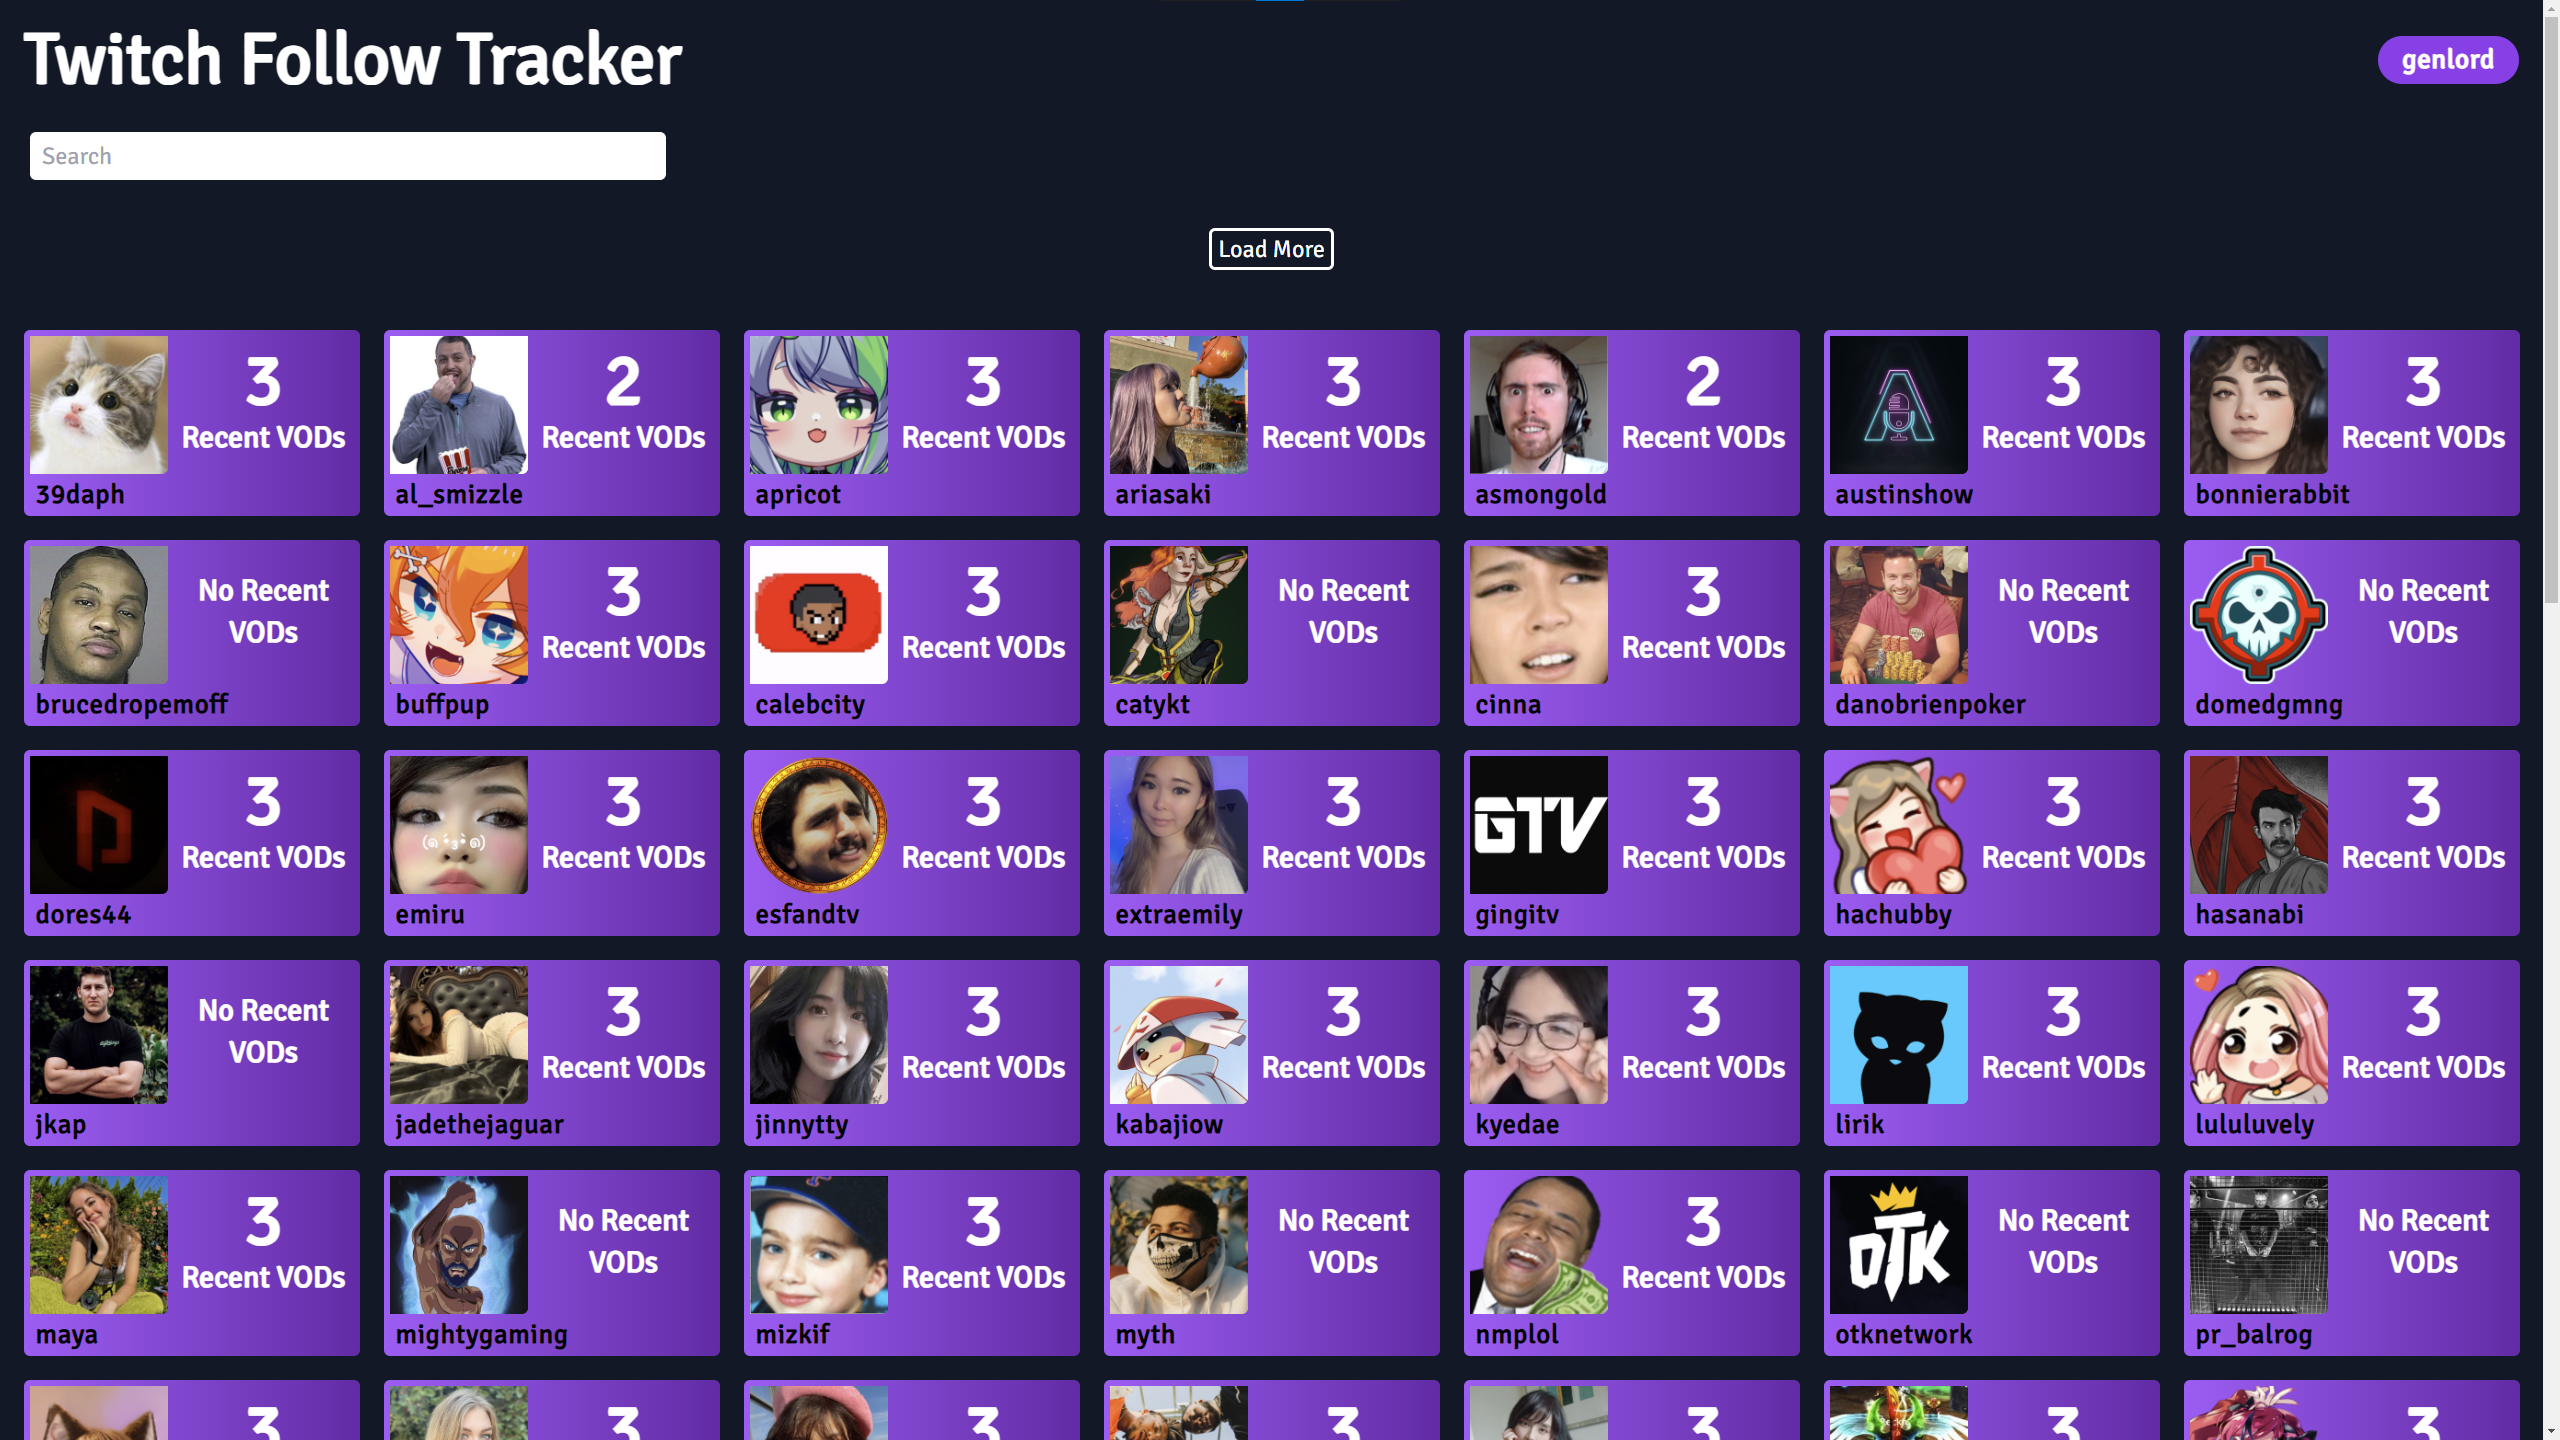 Twitch Follow Tracker
genlord
Search
Load More
3
Recent VODs
39daph
2
Recent VODs
al_smizzle
3
Recent VODs
apricot
3
Recent VODs
ariasaki
2
Recent VODs
asmongold
3
Recent VODs
austinshow
3
Recent VODs
bonnierabbit
No Recent
VODs
brucedropemoff
3
Recent VODs
buffpup
3
Recent VODs
calebcity
No Recent
VODs
catykt
3
Recent VODs
cinna
No Recent
VODs
danobrienpoker
No Recent
VODs
domedgmng
3
Recent VODs
dores44
3
Recent VODs
emiru
3
Recent VODs
esfandtv
3
Recent VODs
extraemily
GTV
3
Recent VODs
gingitv
3
Recent VODs
hachubby
3
Recent VODs
hasanabi
No Recent
VODs
jkap
3
Recent VODs
jadethejaguar
3
Recent VODs
jinnytty
3
Recent VODs
kabajiow
3
Recent VODs
kyedae
3
Recent VODs
lirik
3
Recent VODs
lululuvely
3
Recent VODs
maya
No Recent
VODs
mightygaming
3
Recent VODs
mizkif
No Recent
VODs
myth
3
Recent VODs
nmplol
OTK
No Recent
VODs
otknetwork
No Recent
VODs
pr_balrog
3
3
3
3
3
3
3